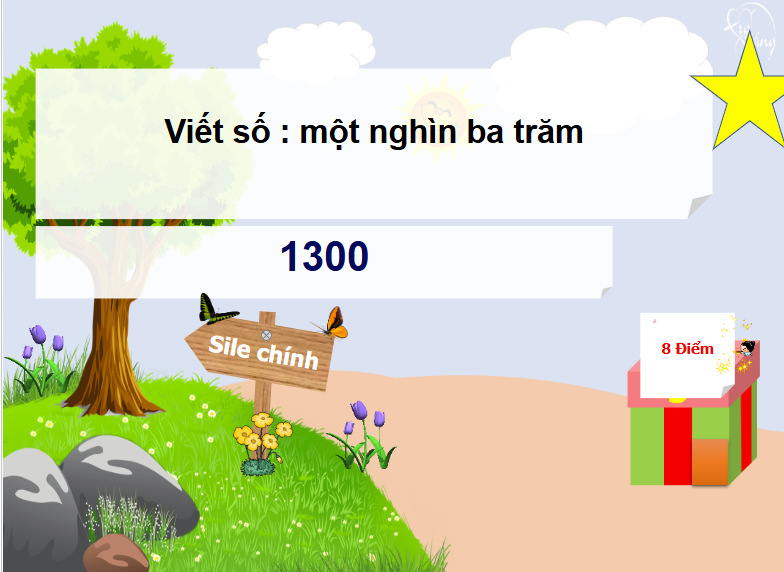 Viết số : một nghìn ba trăm
1300
Sile chính
8 Điểm